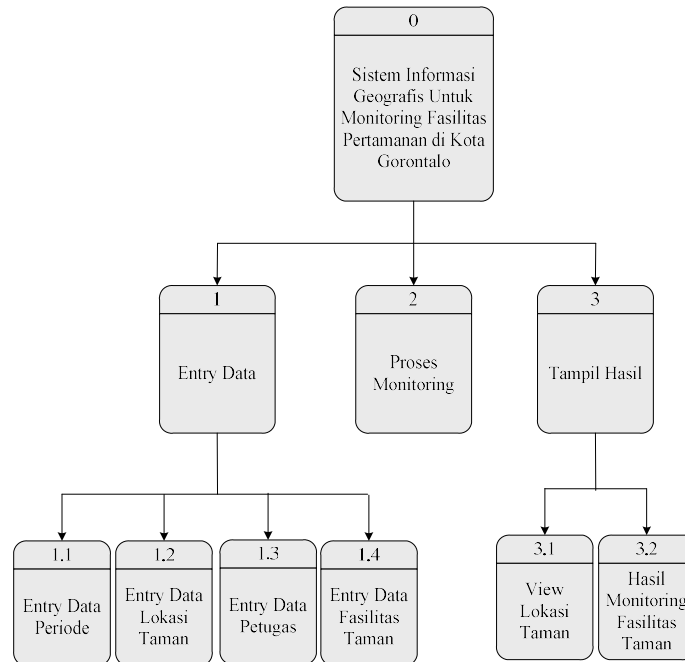 0
Sistem Informasi
Geografis Untuk
Monitoring Fasilitas
Pertamanan di Kota
Gorontalo
1
Entry Data
2
Proses
Monitoring
3
Tampil Hasil
1.1
Entry Data
Periode
1.2
Entry Data
Lokasi
Taman
1.3
Entry Data
Petugas
1.4
Entry Data
Fasilitas
Taman
3.1
View
Lokasi
Taman
3.2
Hasil
Monitoring
Fasilitas
Taman